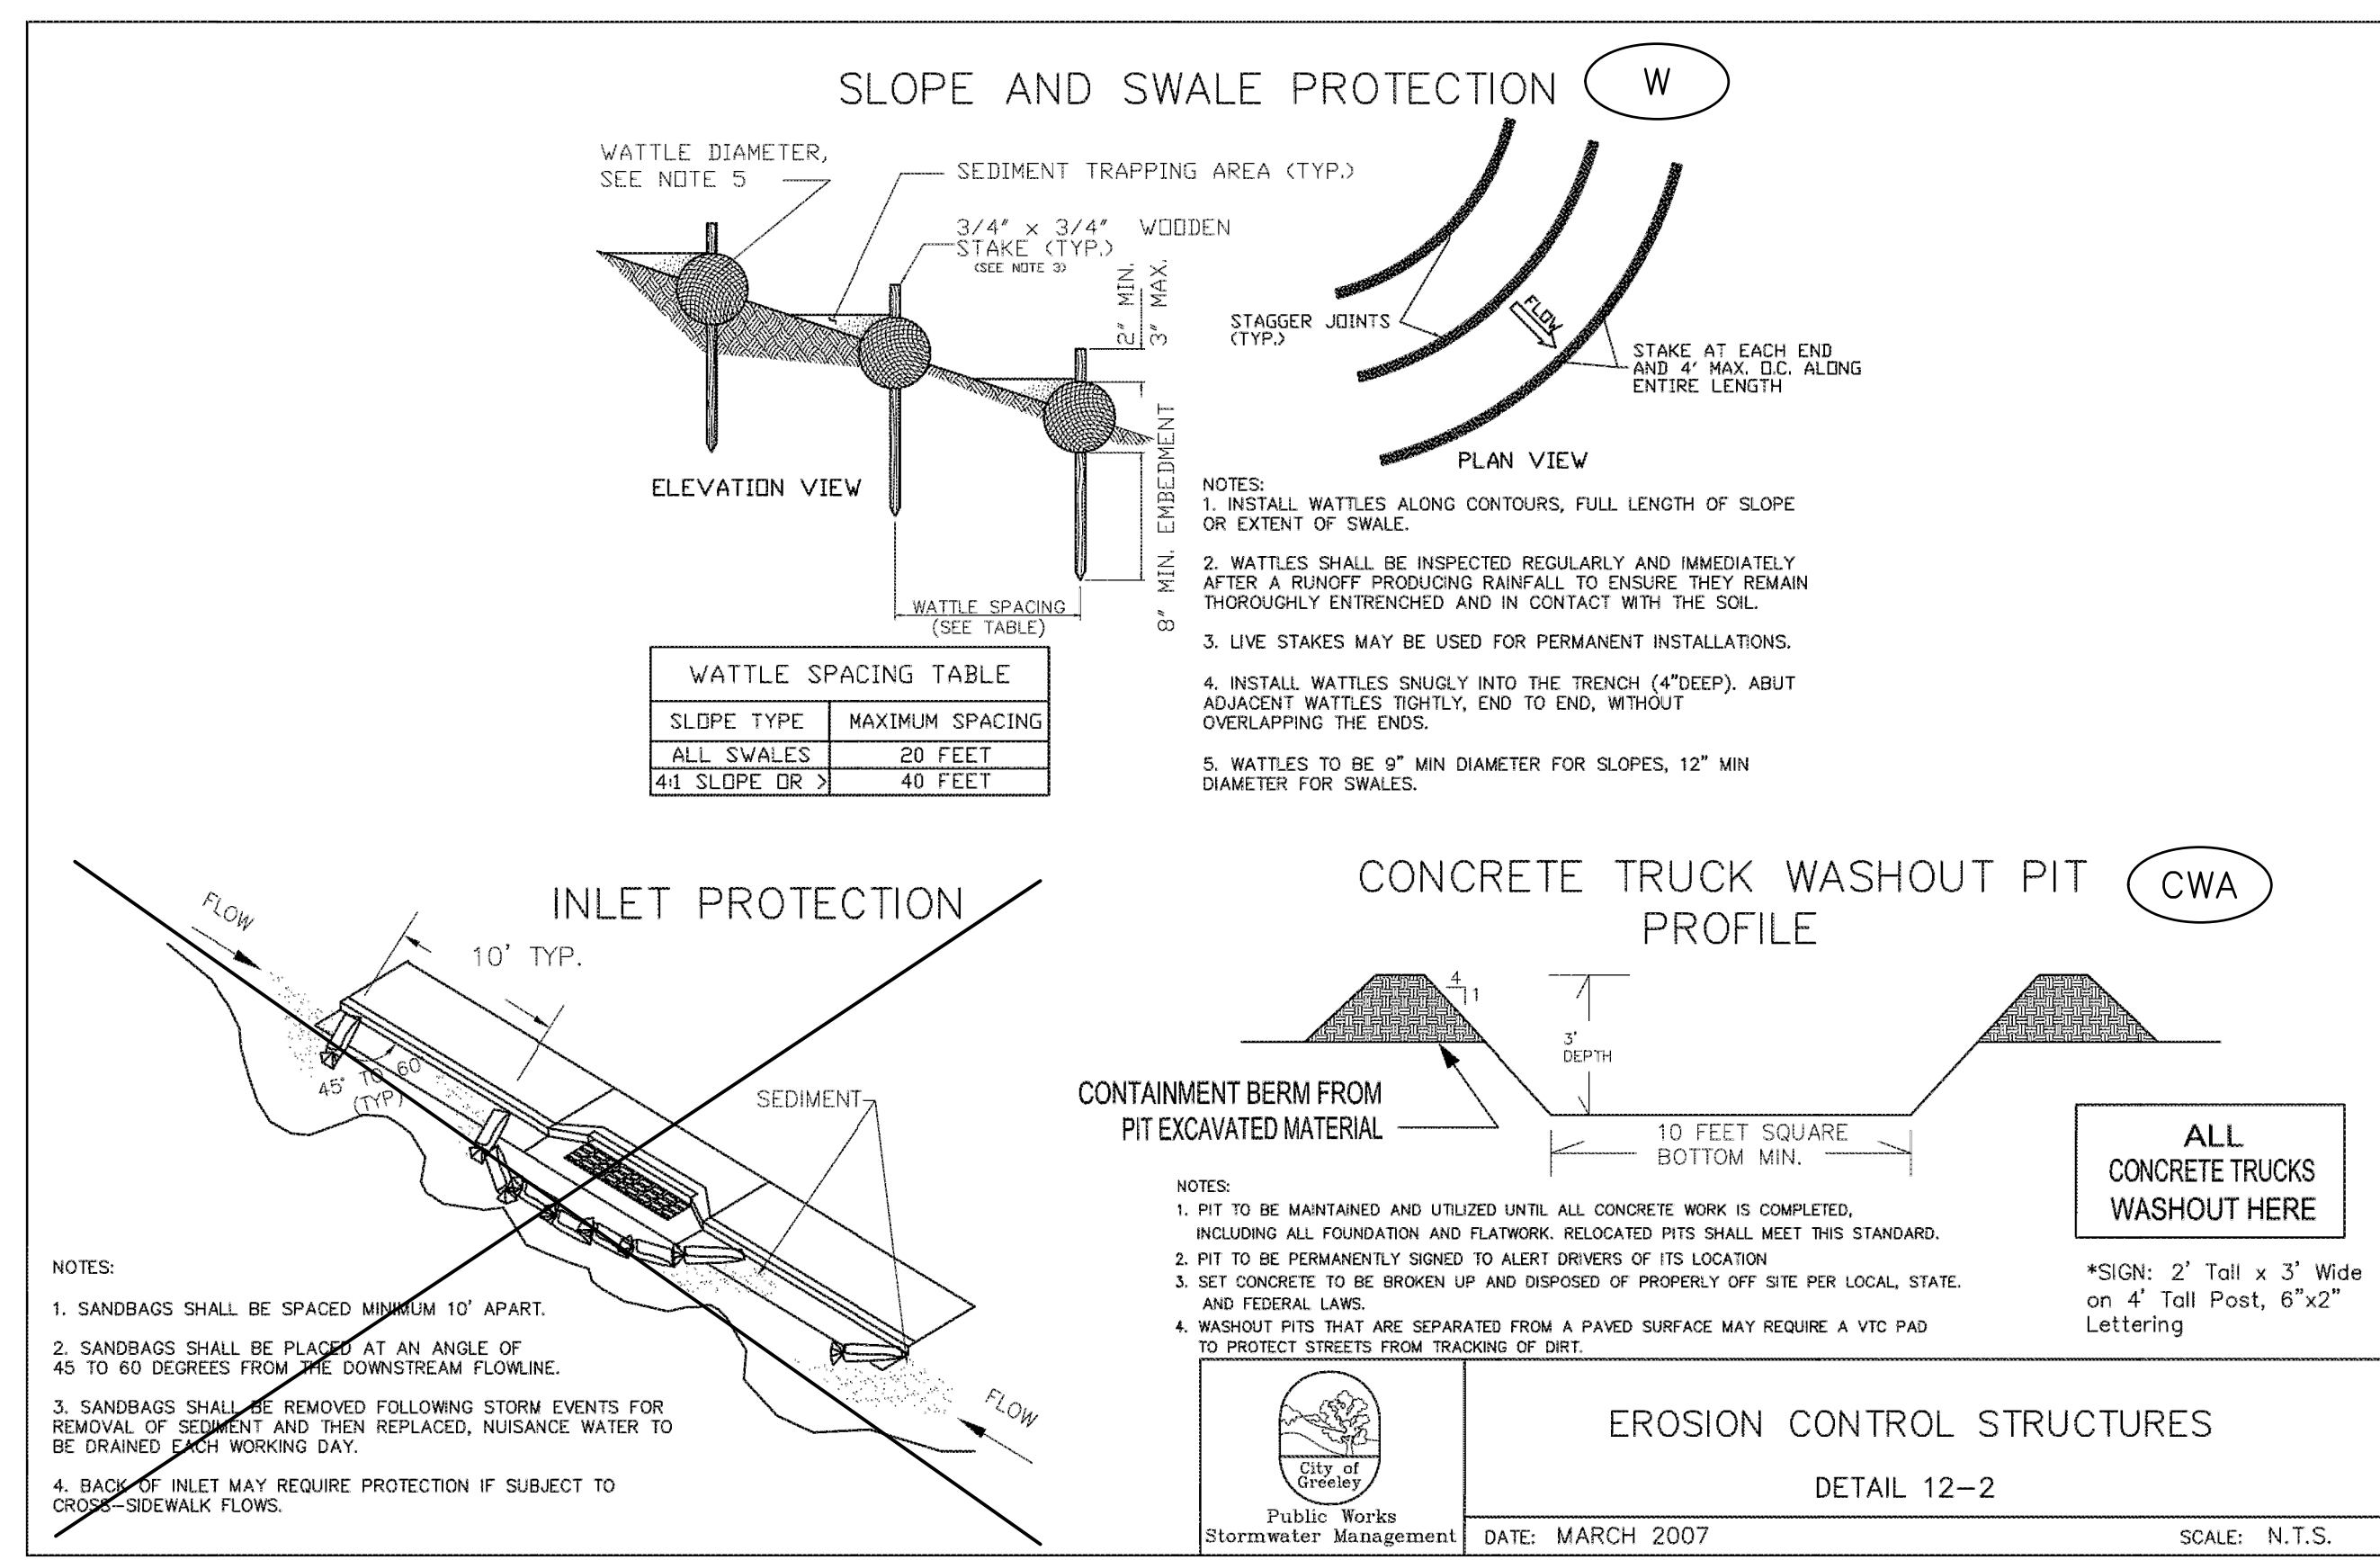 SLOPE AND SWALE PROTECTION
W
WATTLE DIAMETER,
SEE NOTE 5
SEDIMENT TRAPPING AREA (TYP.)
3/4" x 3/4" WOODEN
STAKE (TYP.)
(SEE NOTE 3)
2" MIN.
3" MAX.
8" MIN. EMBEDMENT
ELEVATION VIEW
WATTLE SPACING
(SEE TABLE)
STAGGER JOINTS
(TYP.)
FLOW
STAKE AT EACH END
AND 4' MAX. O.C. ALONG
ENTIRE LENGTH
PLAN VIEW
WATTLE SPACING TABLE
SLOPE TYPE MAXIMUM SPACING
ALL SWALES 20 FEET
4:1 SLOPE OR > 40 FEET
NOTES:
1. INSTALL WATTLES ALONG CONTOURS, FULL LENGTH OF SLOPE
OR EXTENT OF SWALE.
2. WATTLES SHALL BE INSPECTED REGULARLY AND IMMEDIATELY
AFTER A RUNOFF PRODUCING RAINFALL TO ENSURE THEY REMAIN
THOROUGHLY ENTRENCHED AND IN CONTACT WITH THE SOIL.
3. LIVE STAKES MAY BE USED FOR PERMANENT INSTALLATIONS.
4. INSTALL WATTLES SNUGLY INTO THE TRENCH (4"DEEP). ABUT
ADJACENT WATTLES TIGHTLY, END TO END, WITHOUT
OVERLAPPING THE ENDS.
5. WATTLES TO BE 9" MIN DIAMETER FOR SLOPES, 12" MIN
DIAMETER FOR SWALES.
INLET PROTECTION
FLOW
10' TYP.
45° TO 60°
(TYP)
SEDIMENT
FLOW
NOTES:
1. SANDBAGS SHALL BE SPACED MINIMUM 10' APART.
2. SANDBAGS SHALL BE PLACED AT AN ANGLE OF
45 TO 60 DEGREES FROM THE DOWNSTREAM FLOWLINE.
3. SANDBAGS SHALL BE REMOVED FOLLOWING STORM EVENTS FOR
REMOVAL OF SEDIMENT AND THEN REPLACED, NUISANCE WATER TO
BE DRAINED EACH WORKING DAY.
4. BACK OF INLET MAY REQUIRE PROTECTION IF SUBJECT TO
CROSS-SIDEWALK FLOWS.
CONCRETE TRUCK WASHOUT PIT
PROFILE
CWA
4
1
3'
DEPTH
CONTAINMENT BERM FROM
PIT EXCAVATED MATERIAL
10 FEET SQUARE
BOTTOM MIN.
ALL
CONCRETE TRUCKS
WASHOUT HERE
*SIGN: 2' Tall x 3' Wide
on 4' Tall Post, 6"x2"
Lettering
NOTES:
1. PIT TO BE MAINTAINED AND UTILIZED UNTIL ALL CONCRETE WORK IS COMPLETED,
INCLUDING ALL FOUNDATION AND FLATWORK. RELOCATED PITS SHALL MEET THIS STANDARD.
2. PIT TO BE PERMANENTLY SIGNED TO ALERT DRIVERS OF ITS LOCATION
3. SET CONCRETE TO BE BROKEN UP AND DISPOSED OF PROPERLY OFF SITE PER LOCAL, STATE.
AND FEDERAL LAWS.
4. WASHOUT PITS THAT ARE SEPARATED FROM A PAVED SURFACE MAY REQUIRE A VTC PAD
TO PROTECT STREETS FROM TRACKING OF DIRT.
City of
Greeley
Public Works
Stormwater Management
EROSION CONTROL STRUCTURES
DETAIL 12-2
DATE: MARCH 2007
SCALE: N.T.S.